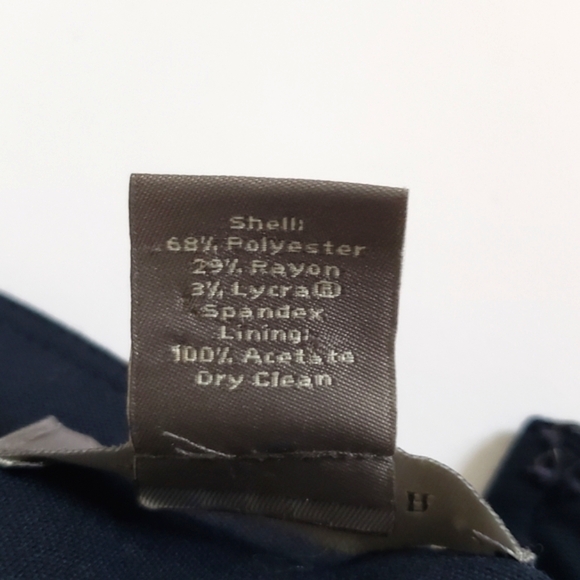 Shell:
68% Polyester
29% Rayon
3% Lycra®
Spandex
Lining:
100% Acetate
Dry Clean